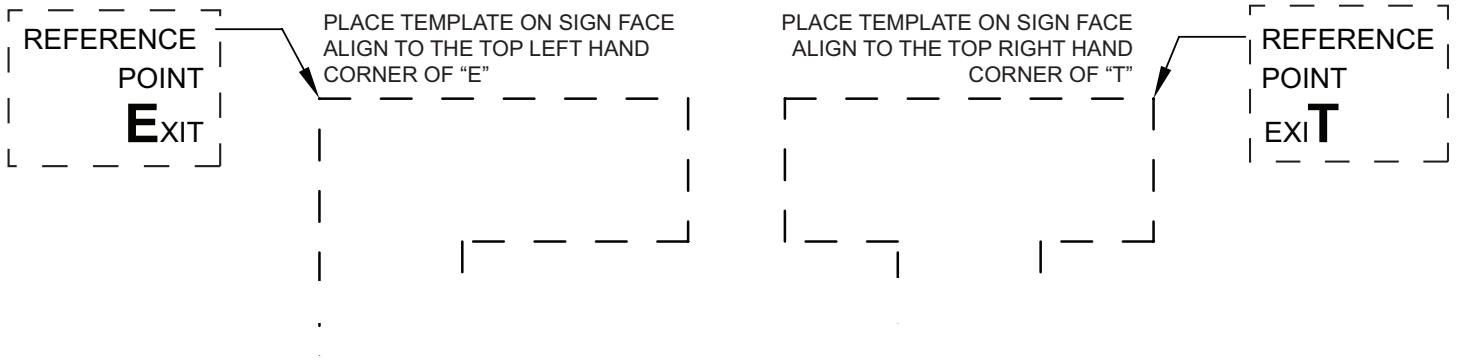 REFERENCE
POINT
EXIT
PLACE TEMPLATE ON SIGN FACE
ALIGN TO THE TOP LEFT HAND
CORNER OF “E”
PLACE TEMPLATE ON SIGN FACE
ALIGN TO THE TOP RIGHT HAND
CORNER OF “T”
REFERENCE
POINT
EXIT